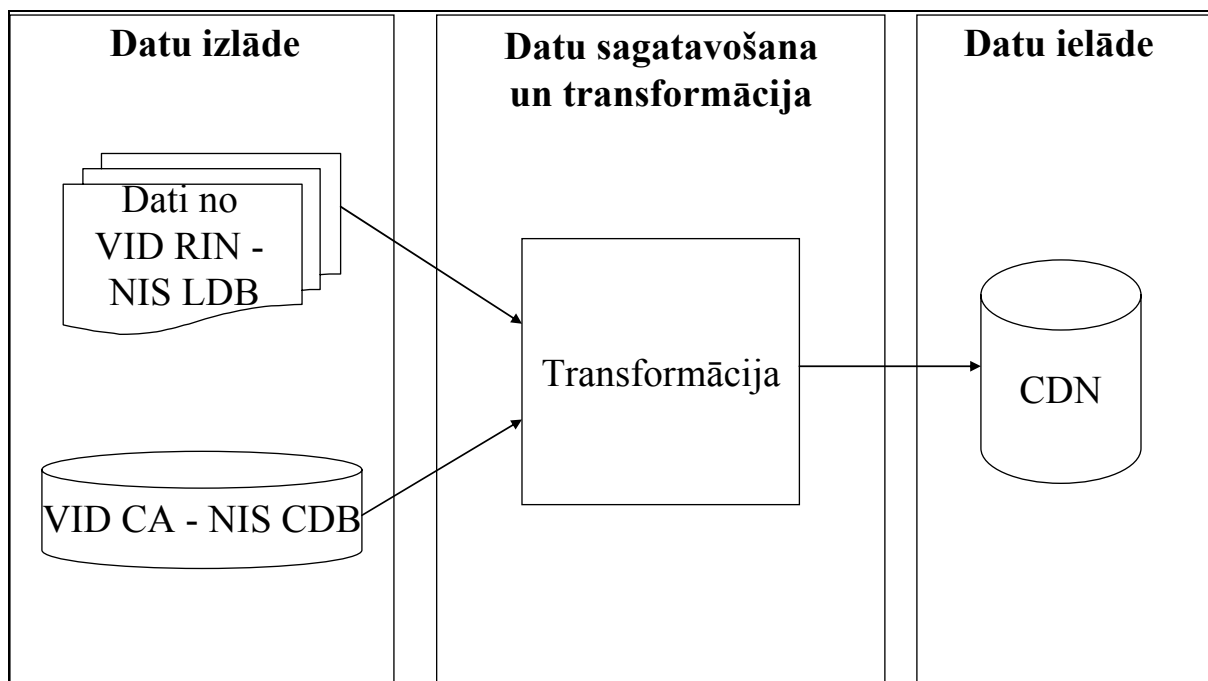 Datu izlāde
Dati no
VID RIN -
NIS LDB
VID CA - NIS CDB
Datu sagatavošana
un transformācija
Transformācija
Datu ielāde
CDN